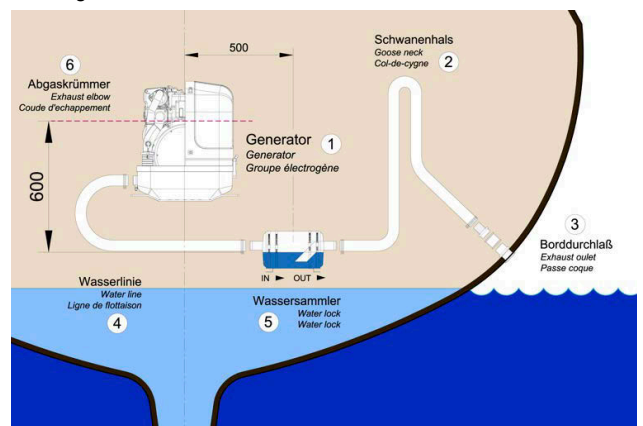 500
Schwanenhals
Goose neck
Col-de-cygne
2
6
Abgaskrümmer
Exhaust elbow
Coude d'echappement
Generator
Generator
Groupe électrogène
1
600
3
Borddurchlaß
Exhaust oulet
Passe coque
IN
OUT
Wasserlinie
Water line
Ligne de flottaison
4
Wassersammler
Water lock
Water lock
5